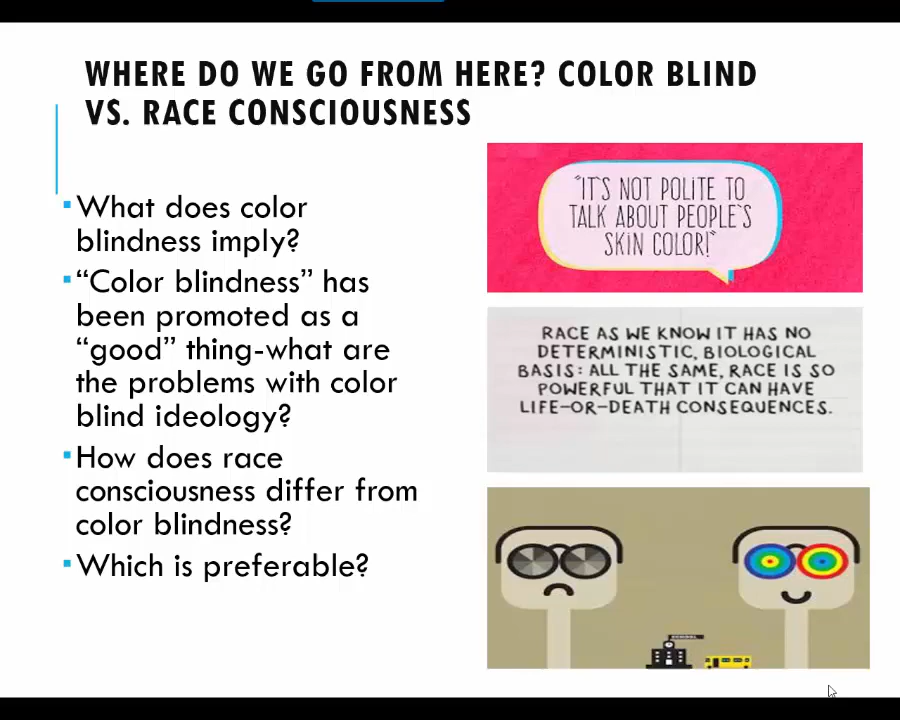 WHERE DO WE GO FROM HERE? COLOR BLIND
VS. RACE CONSCIOUSNESS
What does color
blindness imply?
“Color blindness” has
been promoted as a
“good” thing-what are
the problems with color
blind ideology?
How does race
consciousness differ from
color blindness?
Which is preferable?
"IT'S NOT POLITE TO
TALK ABOUT PEOPLE'S
SKIN COLOR!"
RACE AS WE KNOW IT HAS NO
DETERMINISTIC, BIOLOGICAL
BASIS: ALL THE SAME, RACE IS SO
POWERFUL THAT IT CAN HAVE
LIFE-OR-DEATH CONSEQUENCES.
SCHOOL